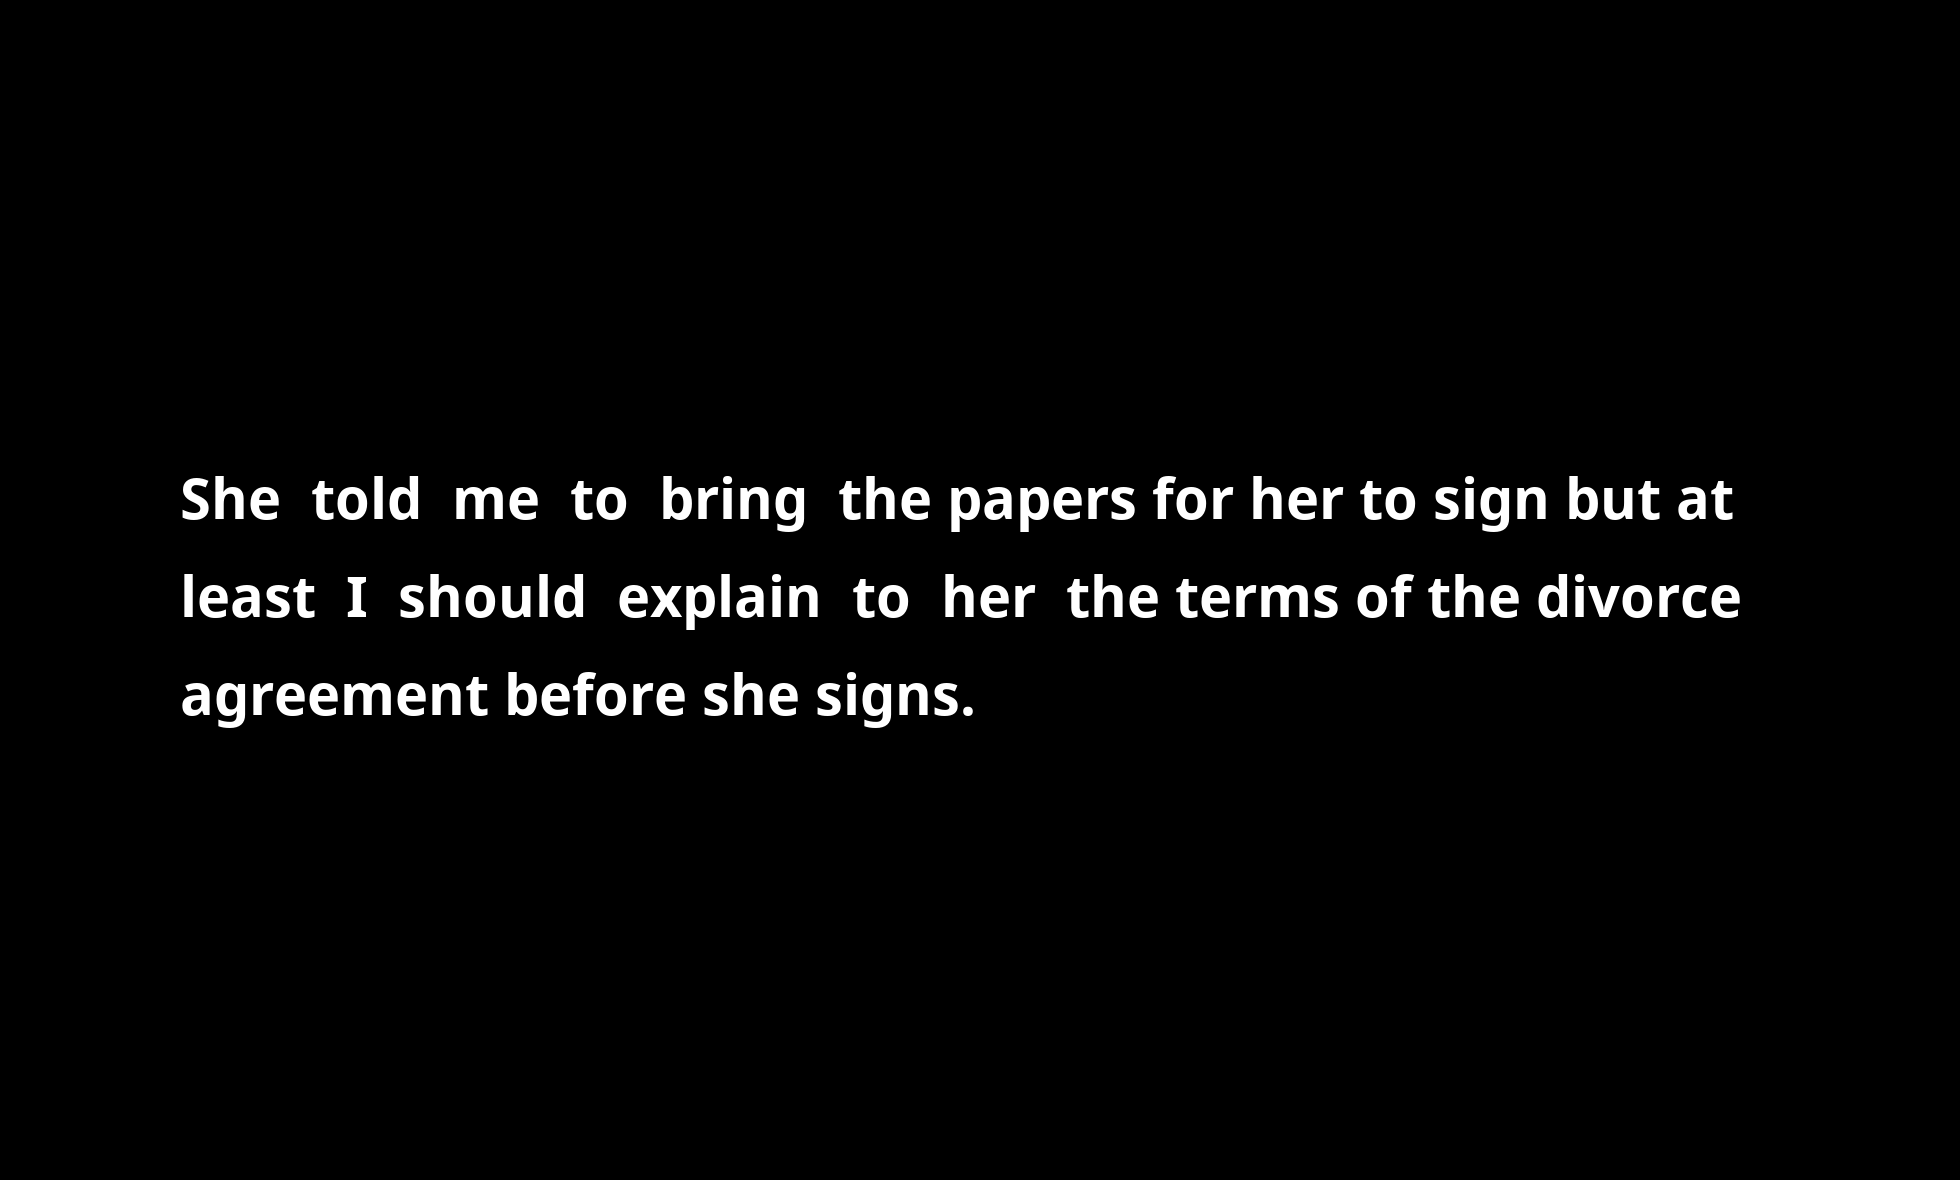 She told me to bring the papers for her to sign but at
least I should explain to her the terms of the divorce
agreement before she signs.